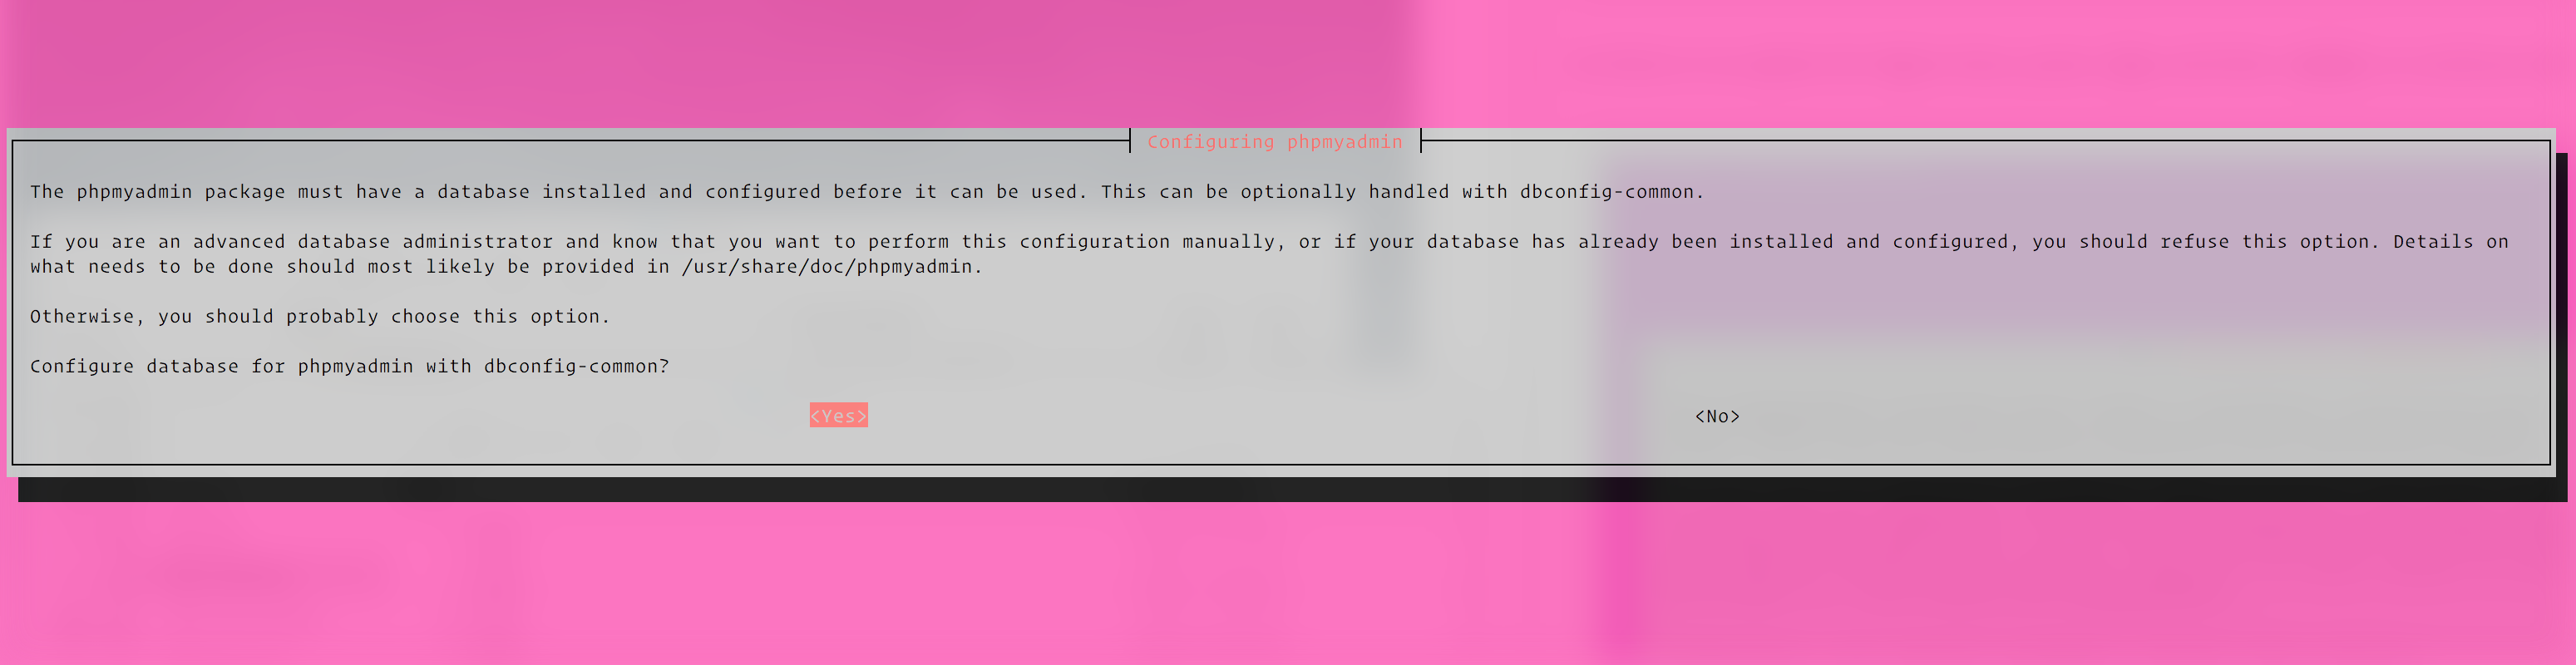 Configuring phpmyadmin
The phpmyadmin package must have a database installed and configured before it can be used. This can be optionally handled with dbconfig-common.
If you are an advanced database administrator and know that you want to perform this configuration manually, or if your database has already been installed and configured, you should refuse this option. Details on
what needs to be done should most likely be provided in /usr/share/doc/phpmyadmin.
Otherwise, you should probably choose this option.
Configure database for phpmyadmin with dbconfig-common?
<Yes> <No>